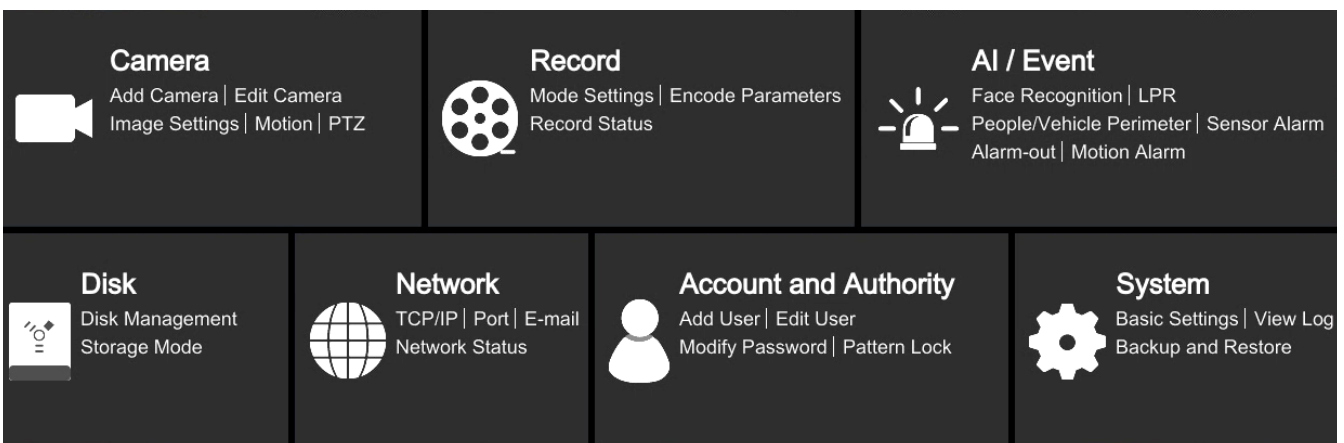 Camera
Add Camera | Edit Camera
Image Settings | Motion | PTZ
Record
Mode Settings | Encode Parameters
Record Status
AI / Event
Face Recognition | LPR
People/Vehicle Perimeter | Sensor Alarm
Alarm-out | Motion Alarm
Disk
Disk Management
Storage Mode
Network
TCP/IP | Port | E-mail
Network Status
Account and Authority
Add User | Edit User
Modify Password | Pattern Lock
System
Basic Settings | View Log
Backup and Restore